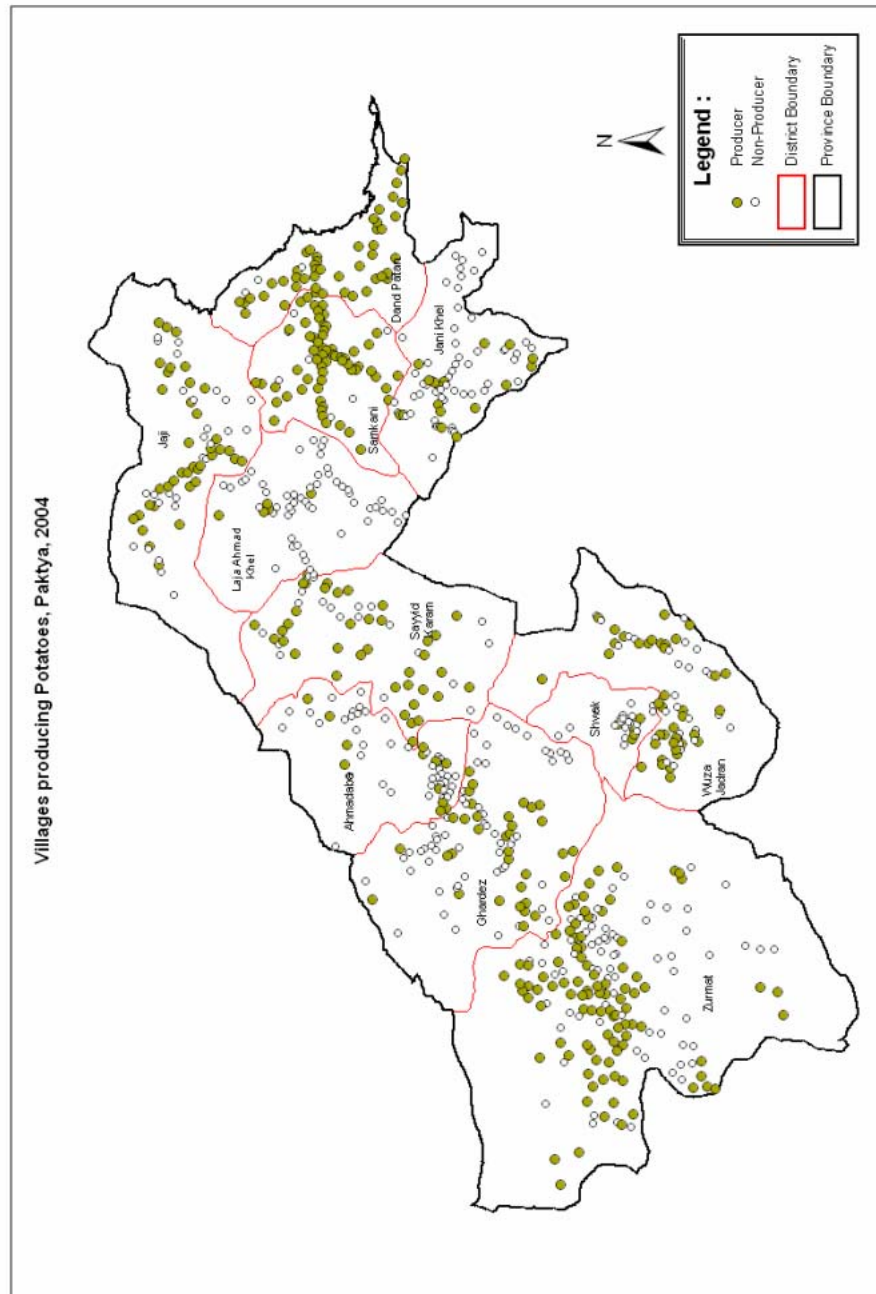 Villages producing Potatoes, Paktya, 2004
N
Jaji
Laja Ahmad
Khel
Samkani
Dand Patan
Jani Khel
Sayyid
Karam
Ahmadaba
Ghardez
Shwak
Wuza
Jadran
Zurmat
Legend :
Producer
Non-Producer
District Boundary
Province Boundary